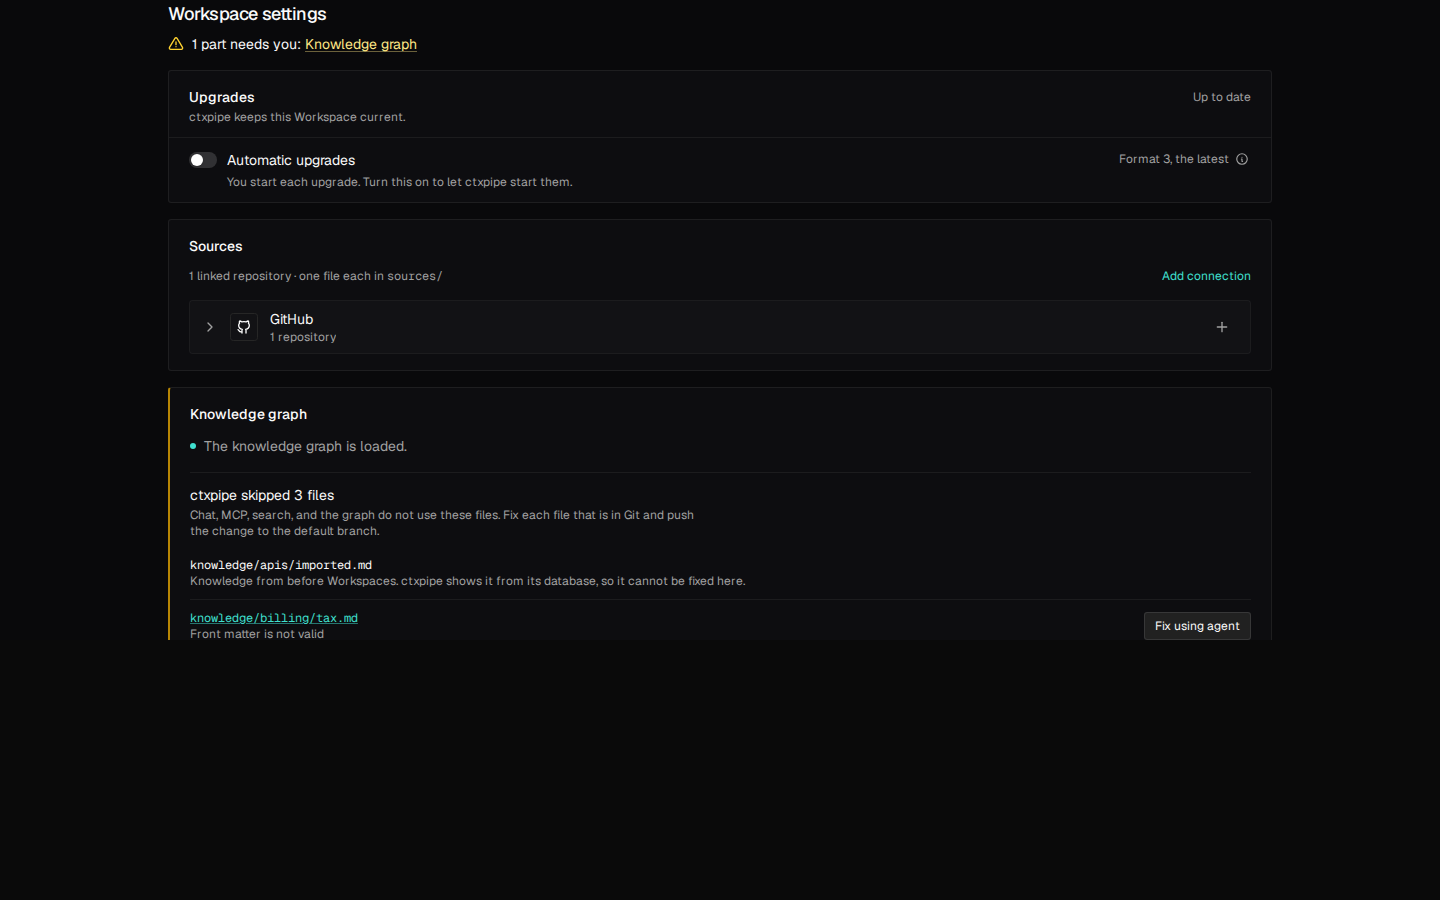 Workspace settings
1 part needs you: Knowledge graph
Upgrades
Up to date
ctxpipe keeps this Workspace current.
Automatic upgrades
Format 3, the latest
You start each upgrade. Turn this on to let ctxpipe start them.
Sources
1 linked repository · one file each in sources/
Add connection
GitHub
1 repository
Knowledge graph
The knowledge graph is loaded.
ctxpipe skipped 3 files
Chat, MCP, search, and the graph do not use these files. Fix each file that is in Git and push
the change to the default branch.
knowledge/apis/imported.md
Knowledge from before Workspaces. ctxpipe shows it from its database, so it cannot be fixed here.
knowledge/billing/tax.md
Fix using agent
Front matter is not valid